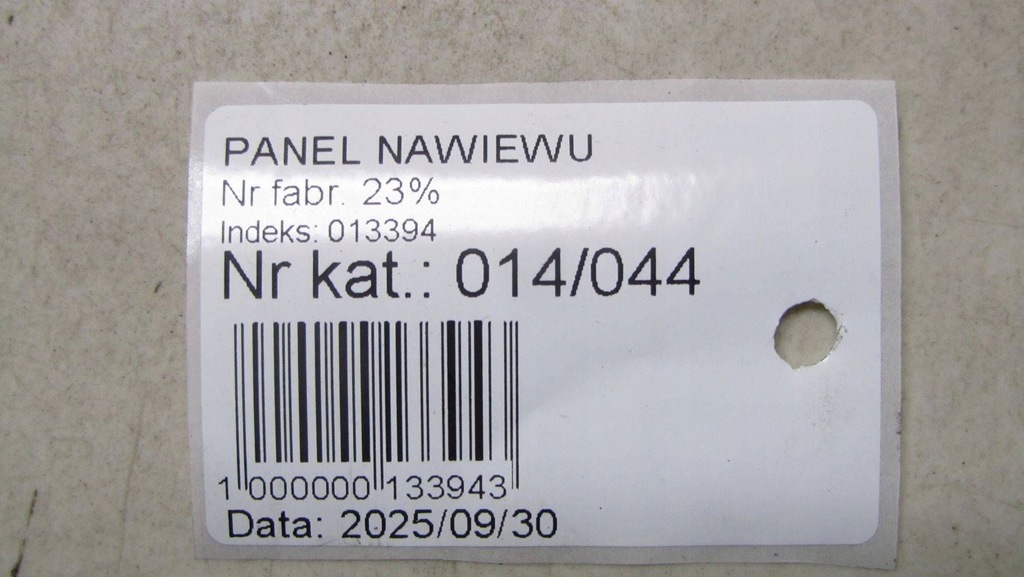 PANEL NAWIEWU
Nr fabr. 23%
Indeks: 013394
Nr kat.: 014/044
1 000000 133943
Data: 2025/09/30